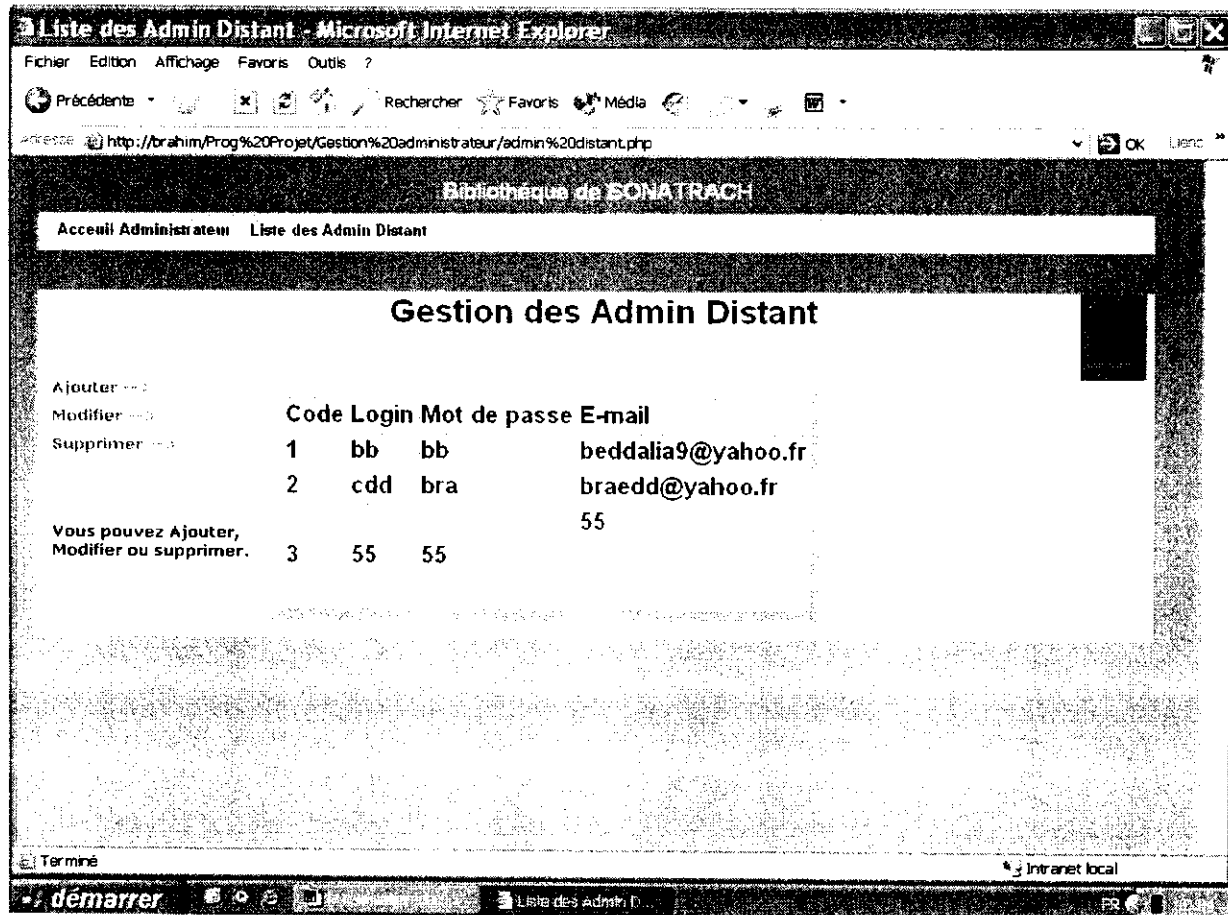 Liste des Admin Distant - Microsoft Internet Explorer
Fichier Edition Affichage Favoris Outils ?
Précédente Rechercher Favoris Média
Adresse http://brahim/Prog%20Projet/Gestion%20administrateur/admin%20distant.php OK Liens »
Bibliothèque de SONATRACH
Acceuil Administrateur Liste des Admin Distant
Gestion des Admin Distant
Ajouter --->
Modifier --->
Supprimer --->
Vous pouvez Ajouter,
Modifier ou supprimer.
Code Login Mot de passe E-mail
1 bb bb beddalia9@yahoo.fr
2 cdd bra braedd@yahoo.fr
55
3 55 55
Terminé Intranet local
démarrer Liste des Admin D... FR